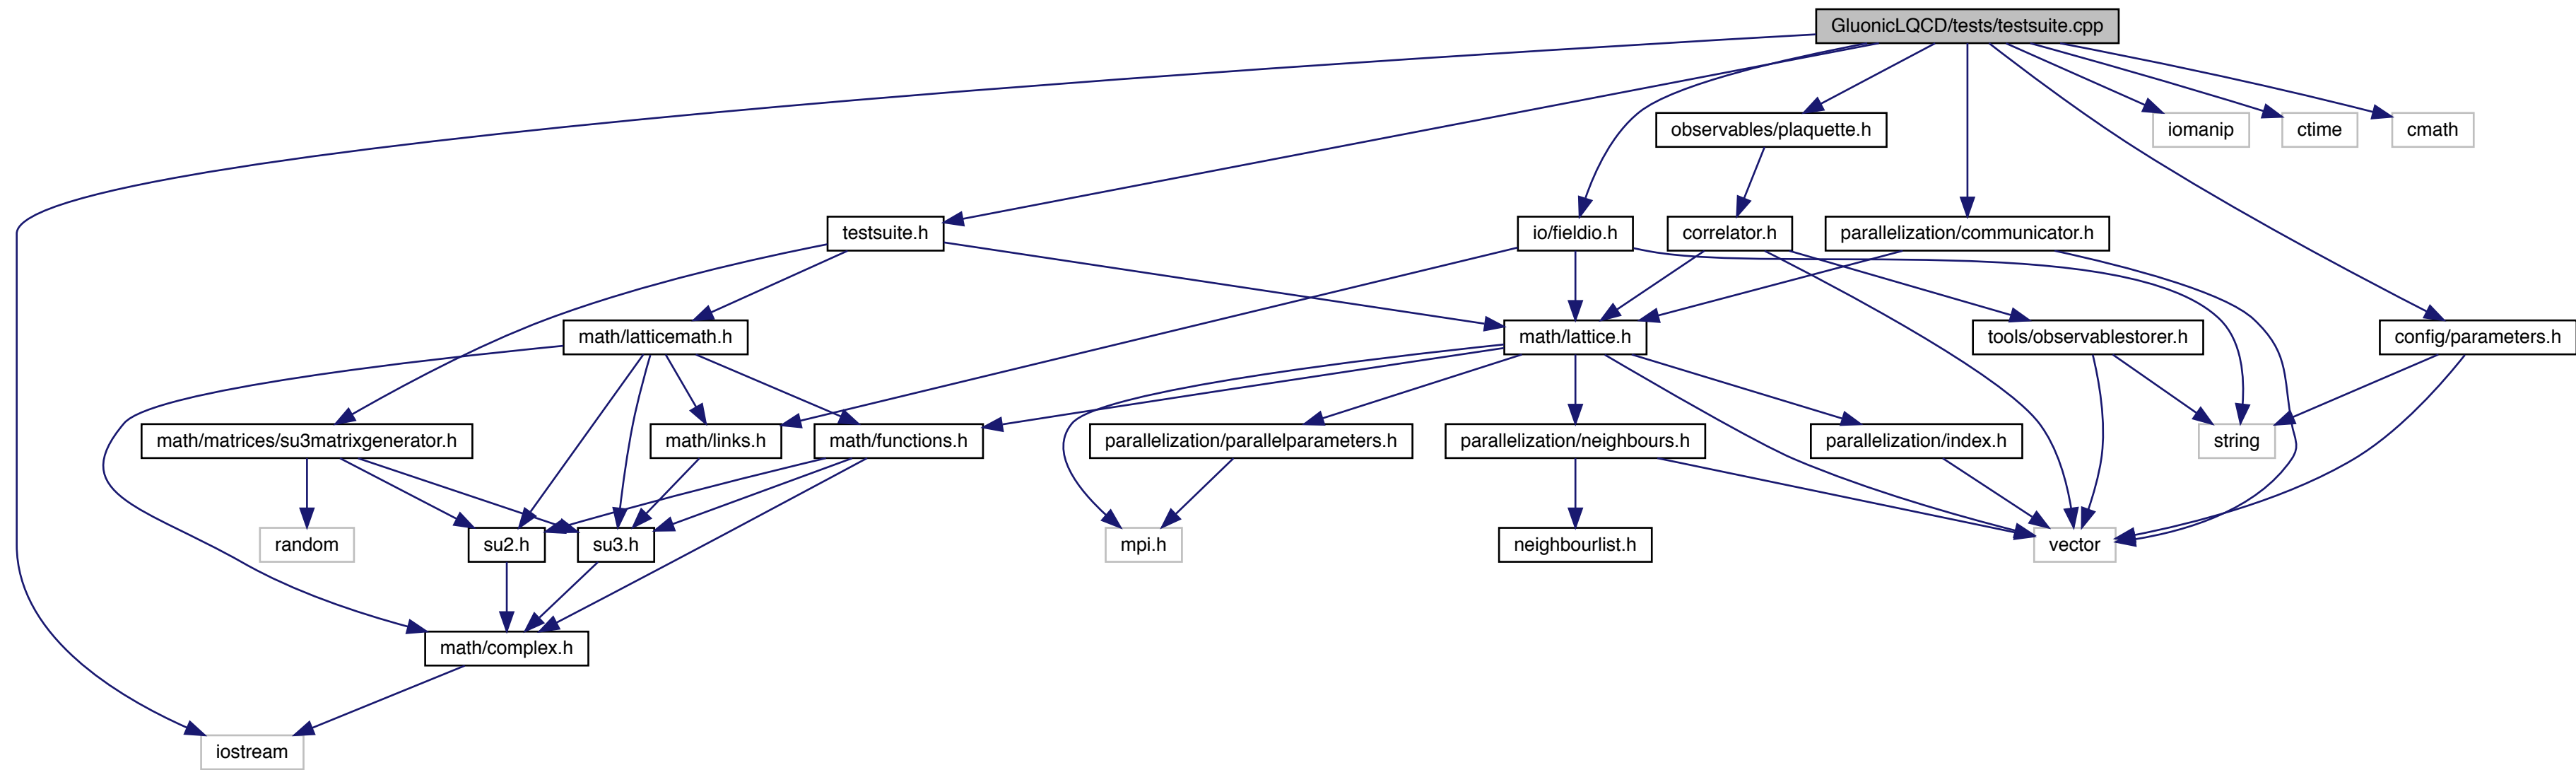 GluonicLQCD/tests/testsuite.cpp
observables/plaquette.h
iomanip
ctime
cmath
testsuite.h
io/fieldio.h
correlator.h
parallelization/communicator.h
math/latticemath.h
math/lattice.h
tools/observablestorer.h
config/parameters.h
math/matrices/su3matrixgenerator.h
math/links.h
math/functions.h
parallelization/parallelparameters.h
parallelization/neighbours.h
parallelization/index.h
string
random
su2.h
su3.h
mpi.h
neighbourlist.h
vector
math/complex.h
iostream